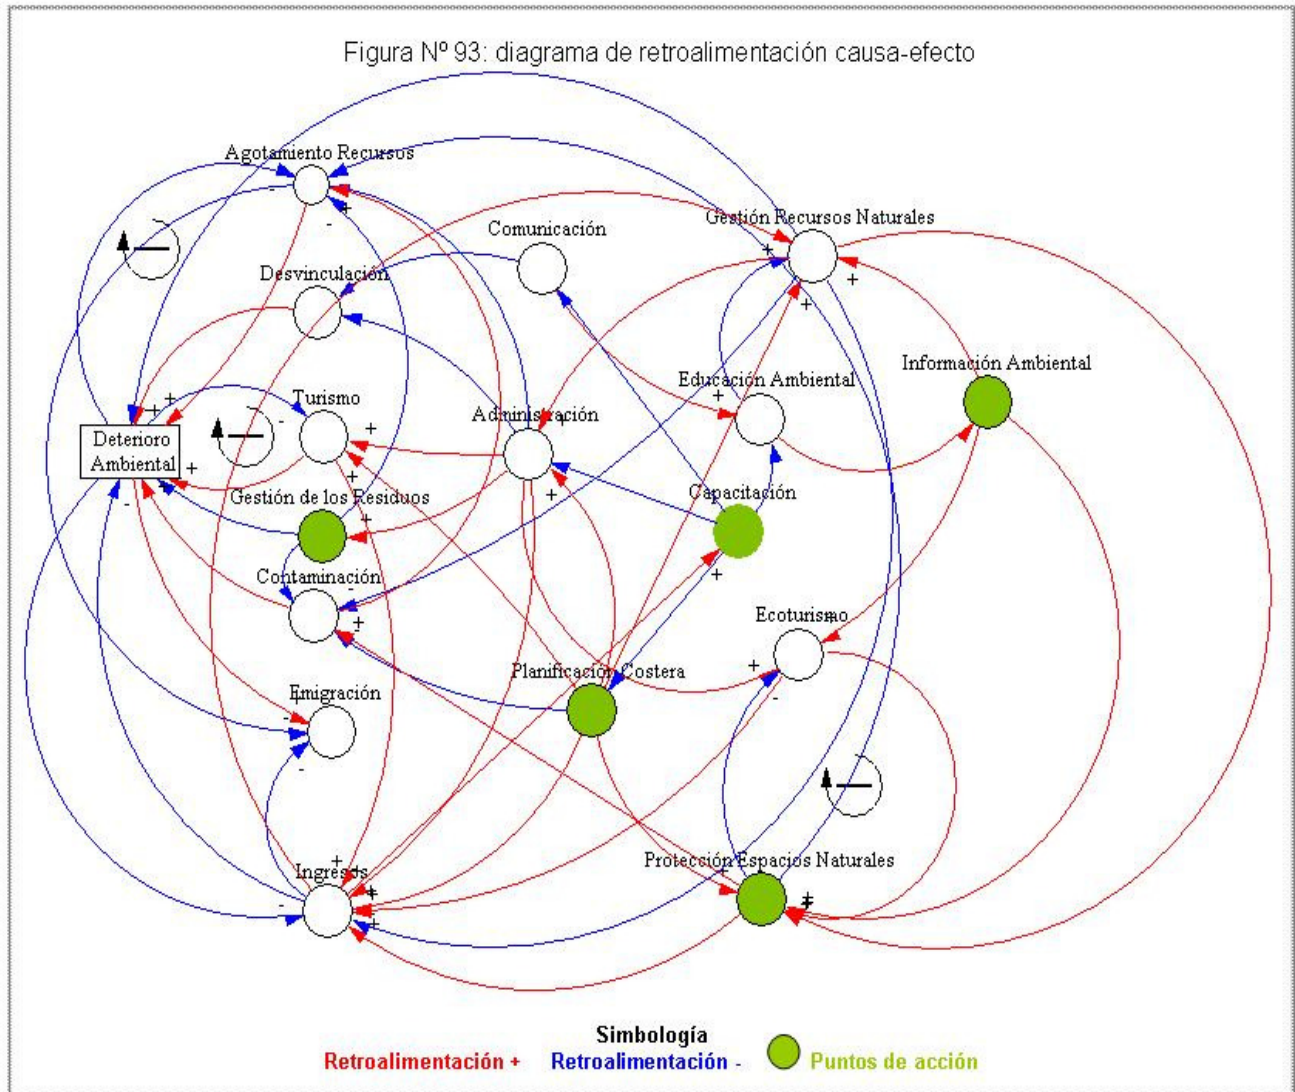 Figura Nº 93: diagrama de retroalimentación causa-efecto
Agotamiento Recursos
Gestión Recursos Naturales
Comunicación
Desvinculación
Información Ambiental
Educación Ambiental
Turismo
Administración
Deterioro
Ambiental
Gestión de los Residuos
Capacitación
Contaminación
Ecoturismo
Planificación Costera
Emigración
Protección Espacios Naturales
Ingresos
Simbología
Retroalimentación +
Retroalimentación -
Puntos de acción